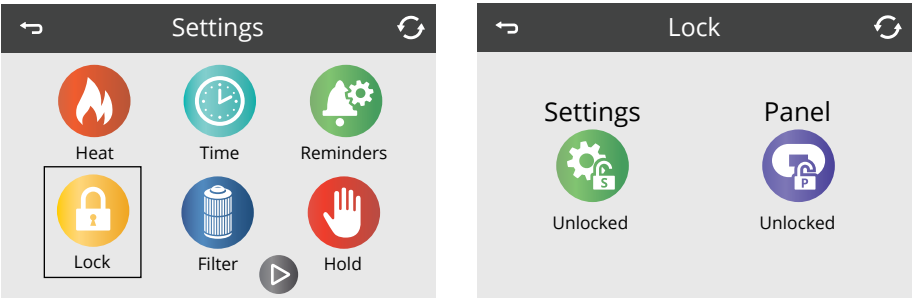 Settings
Heat Time Reminders
Lock Filter Hold
Lock
Settings Panel
S P
Unlocked Unlocked